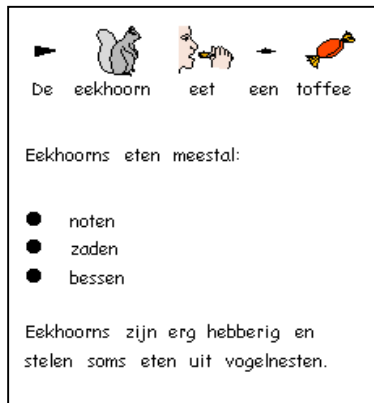 De eekhoorn eet een toffee
Eekhoorns eten meestal:
noten
zaden
bessen
Eekhoorns zijn erg hebberig en
stelen soms eten uit vogelnesten.